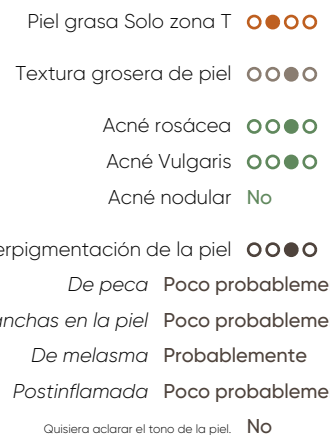 Piel grasa Solo zona T
Textura grosera de piel
Acné rosácea
Acné Vulgaris
Acné nodular No
erpigmentación de la piel
De peca Poco probableme
anchas en la piel Poco probableme
De melasma Probablemente
Postinflamada Poco probableme
Quisiera aclarar el tono de la piel. No